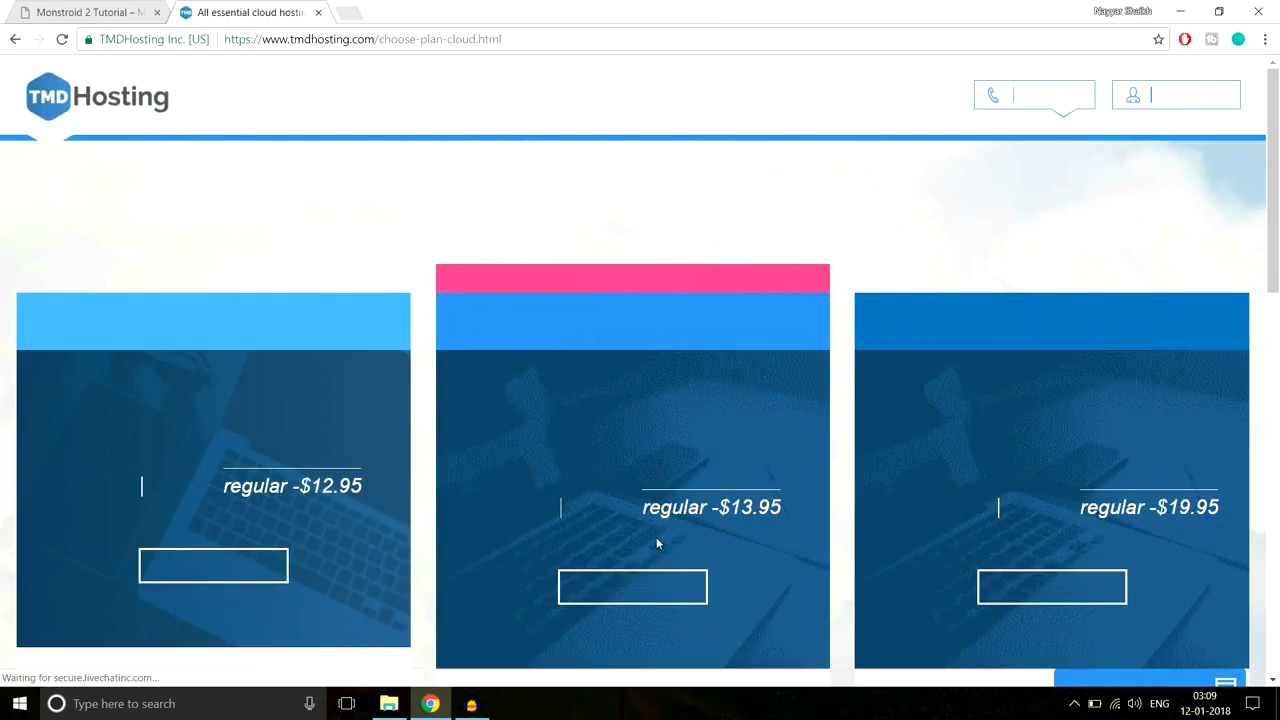 Monstroid 2 Tutorial – M
All essential cloud hostin
Nayyar Shaikh
TMDHosting Inc. [US]
https://www.tmdhosting.com/choose-plan-cloud.html
TMD Hosting
regular -$12.95
regular -$13.95
regular -$19.95
Waiting for secure.livechatinc.com...
Type here to search
ENG
03:09
12-01-2018